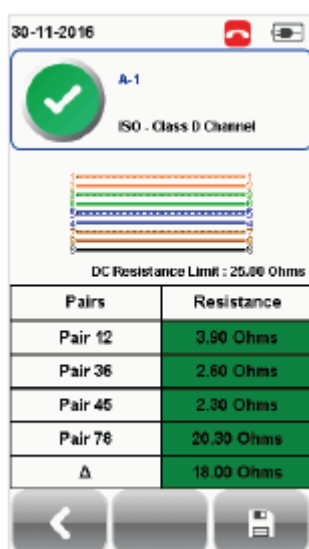 30-11-2016
A-1
ISO - Class D Channel
DC Resistance Limit : 25.00 Ohms
Pairs Resistance
Pair 12 3.90 Ohms
Pair 36 2.60 Ohms
Pair 45 2.30 Ohms
Pair 78 20.30 Ohms
Δ 18.00 Ohms